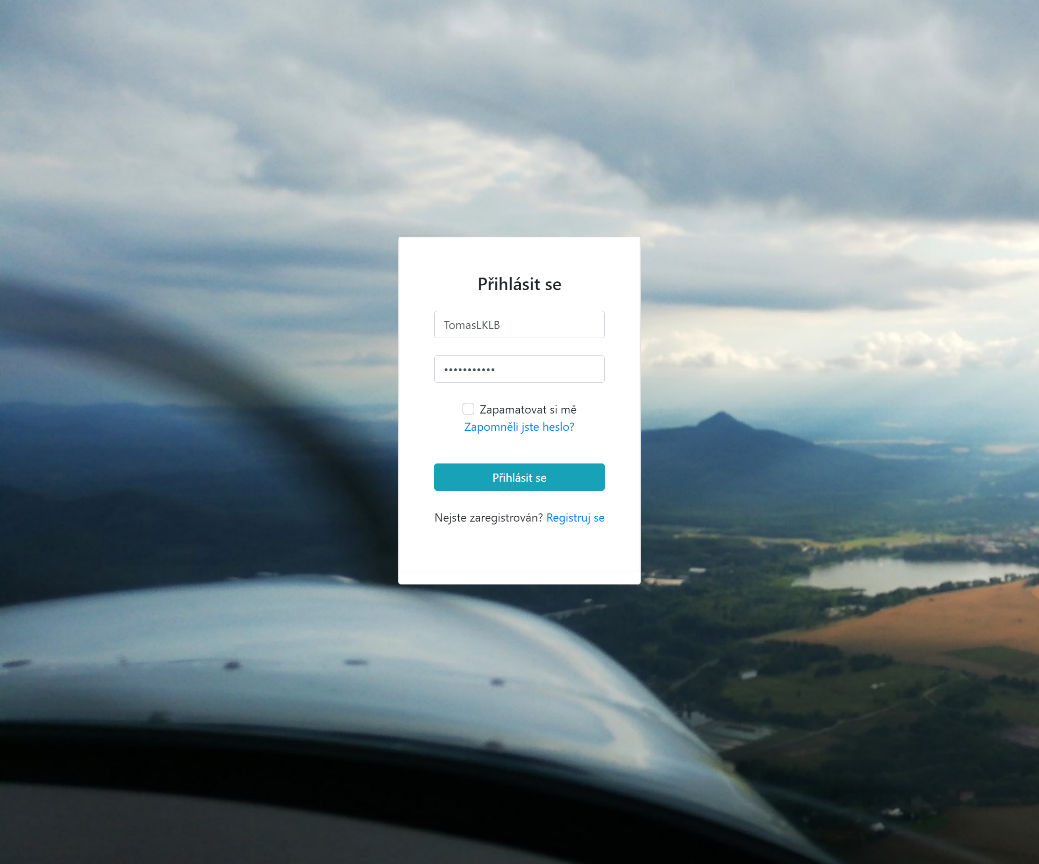 Přihlásit se
TomasLKLB
•••••••••••
Zapamatovat si mě
Zapomněli jste heslo?
Přihlásit se
Nejste zaregistrován? Registruj se